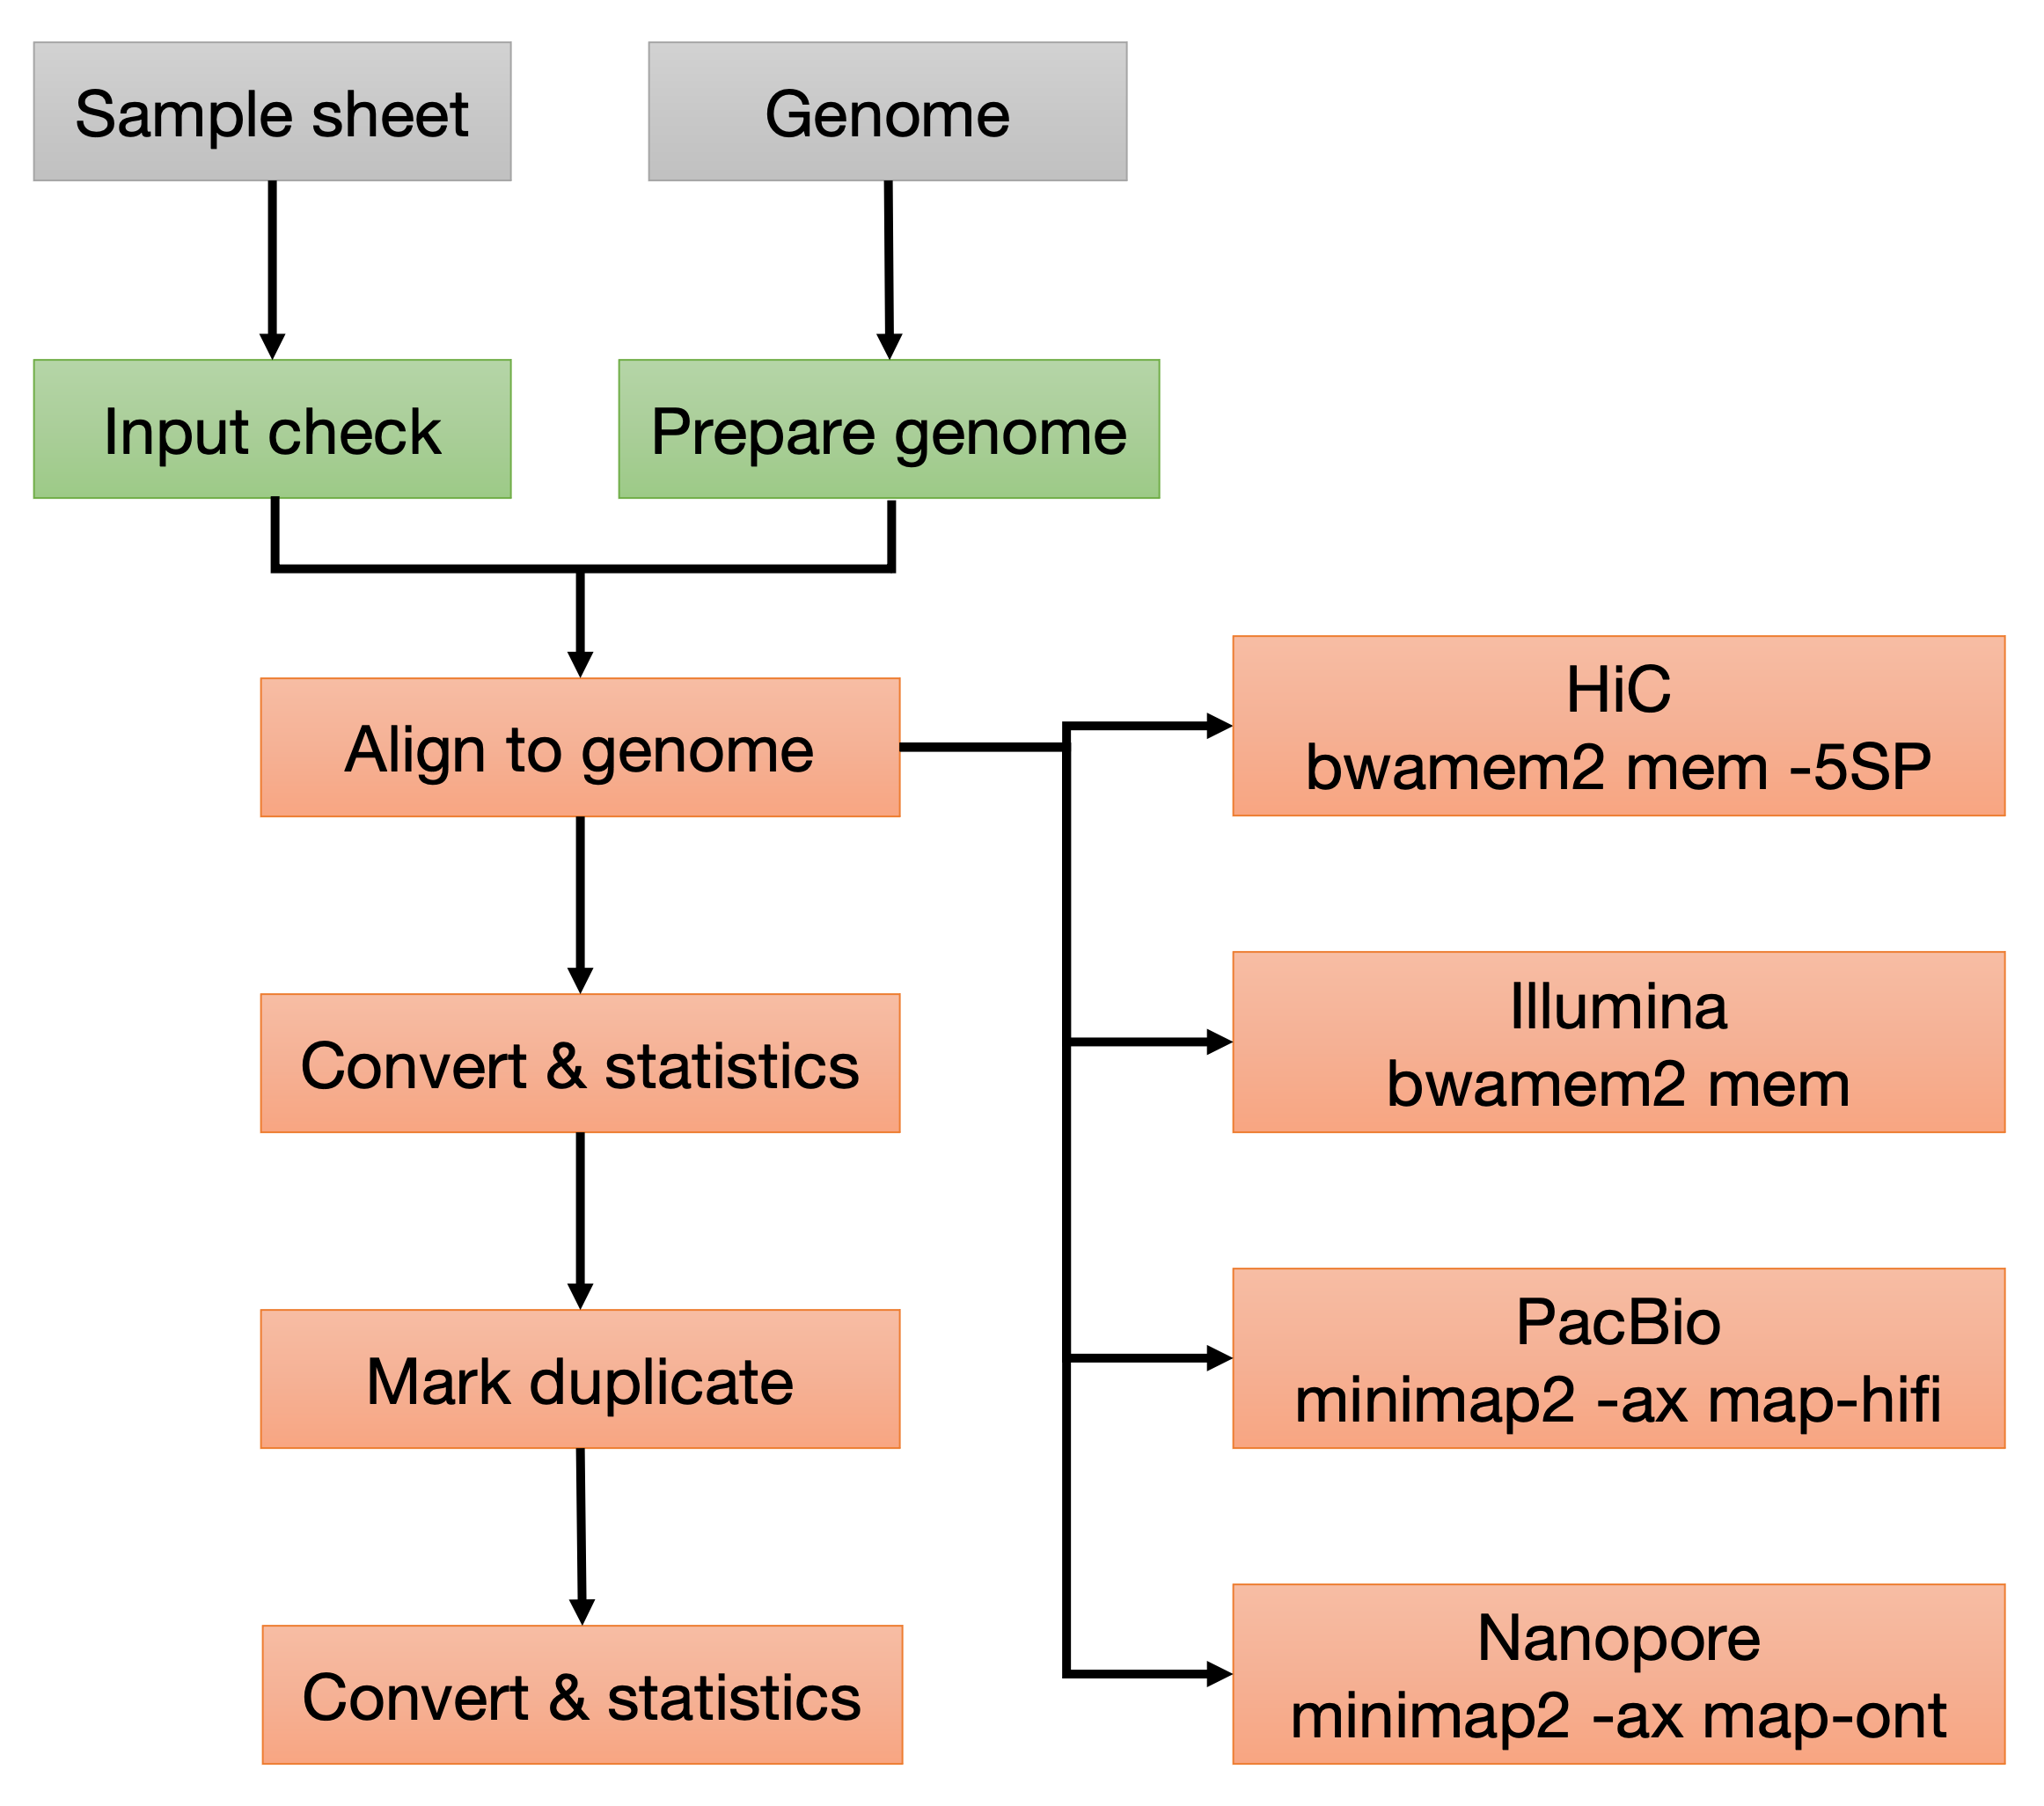 Sample sheet
Genome
Input check
Prepare genome
Align to genome
Convert & statistics
Mark duplicate
Convert & statistics
HiC
bwamem2 mem -5SP
Illumina
bwamem2 mem
PacBio
minimap2 -ax map-hifi
Nanopore
minimap2 -ax map-ont